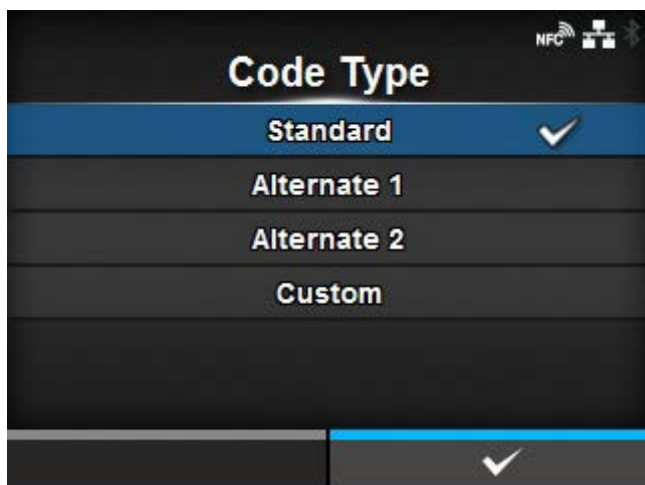 NFC
Code Type
Standard
Alternate 1
Alternate 2
Custom